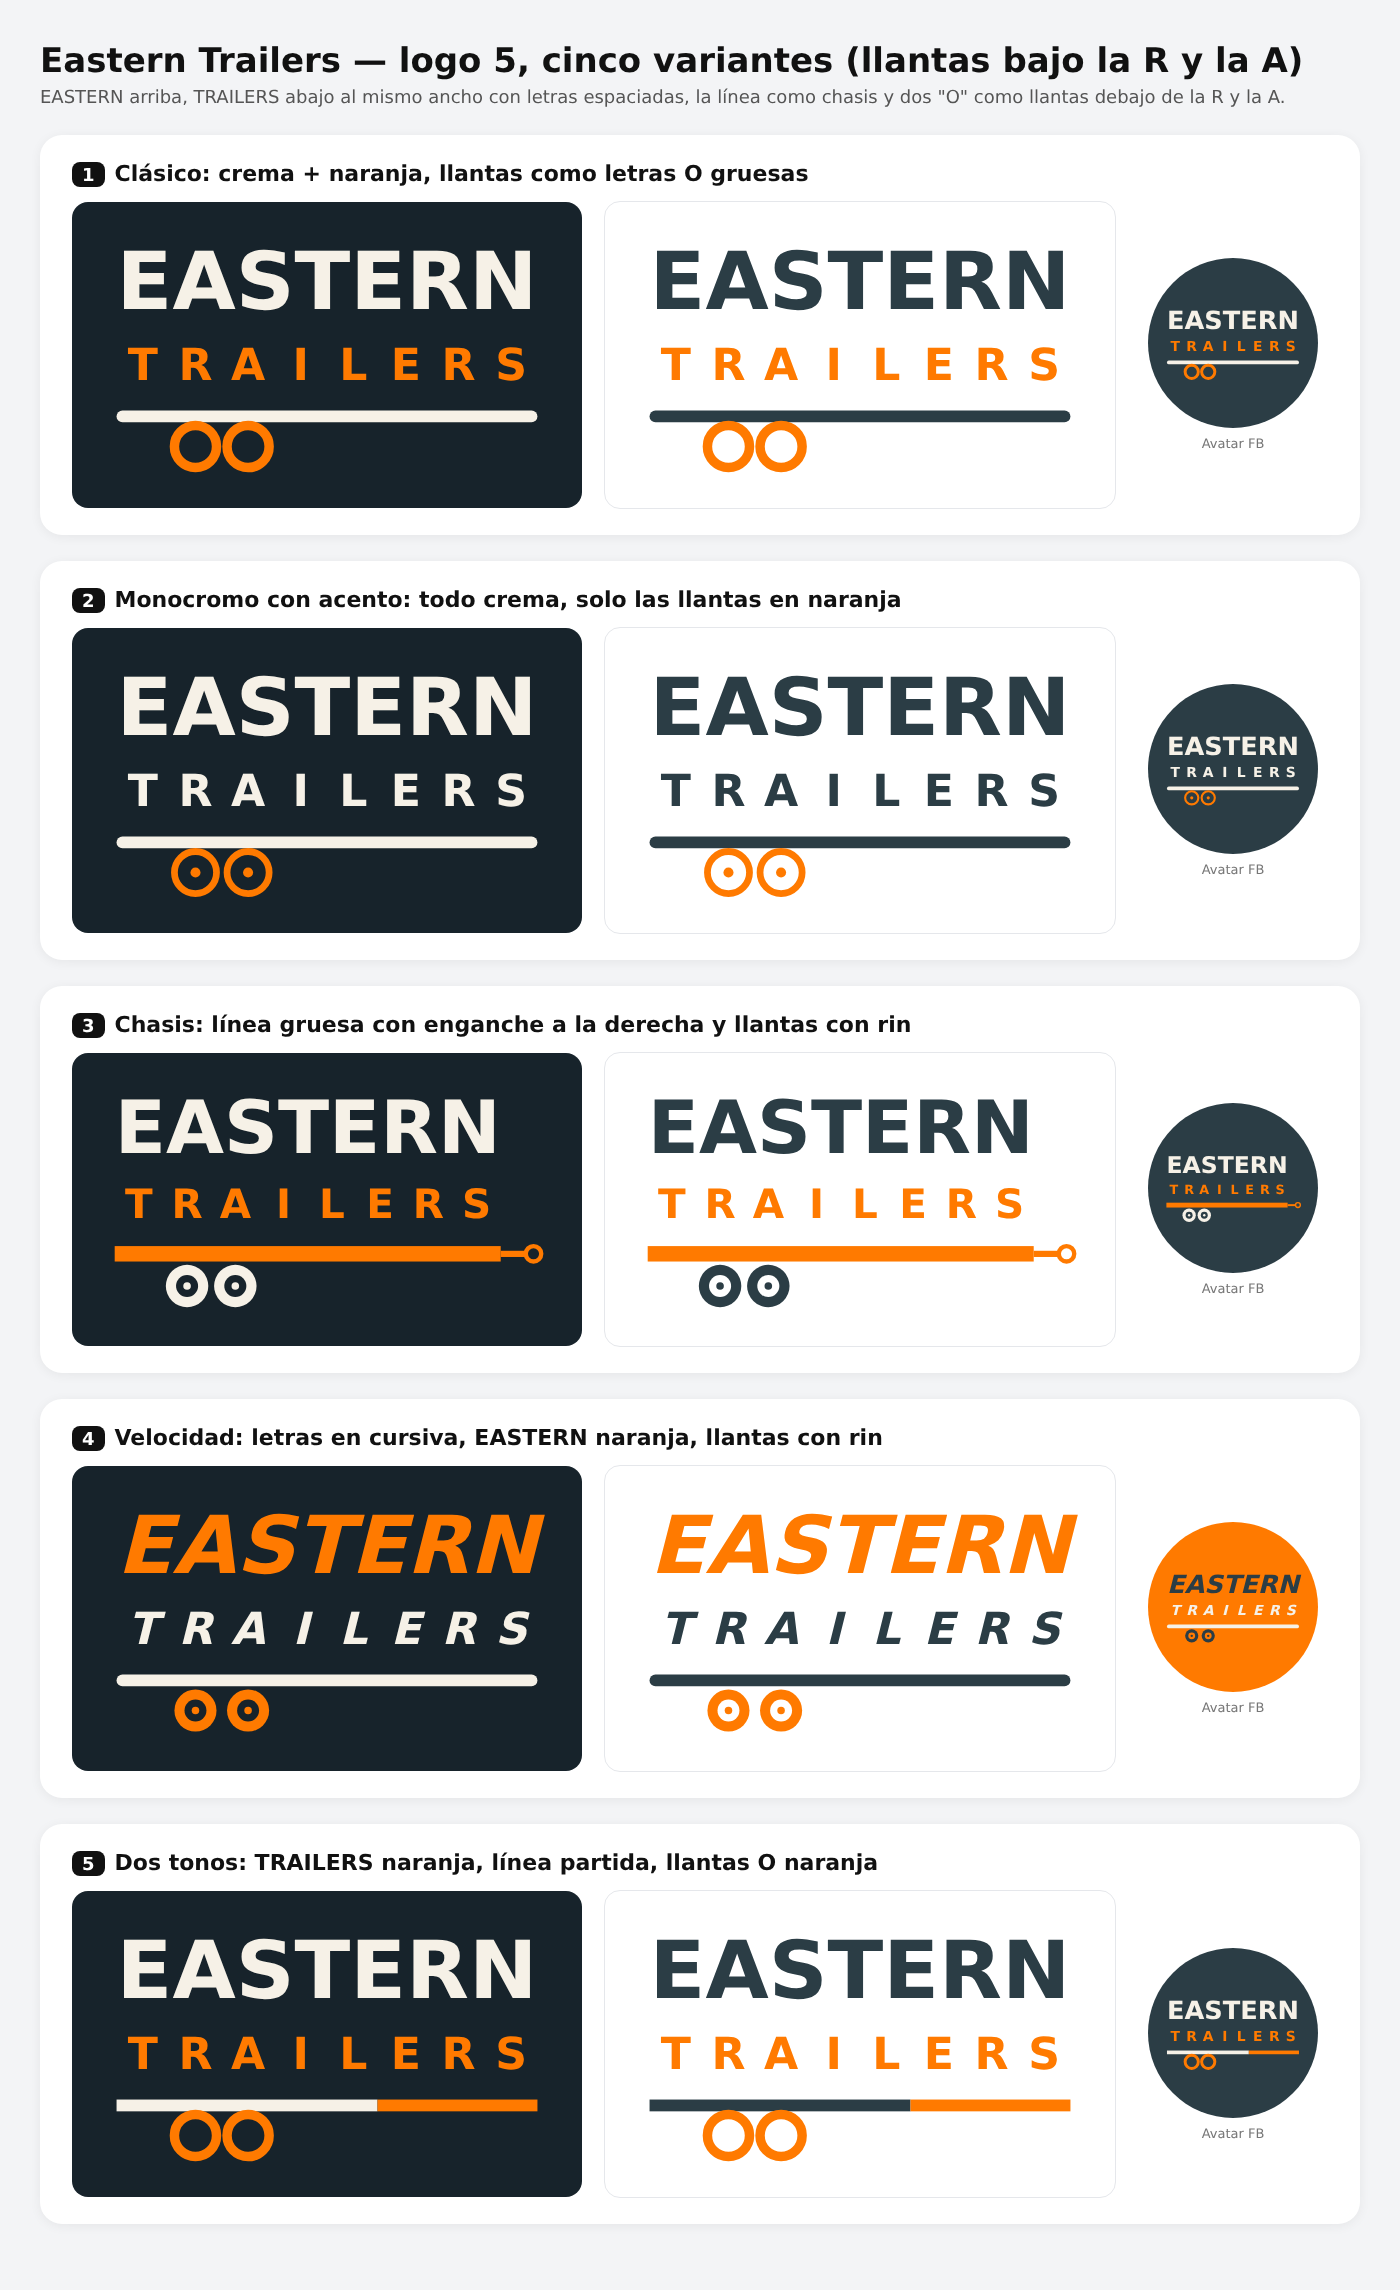 Eastern Trailers — logo 5, cinco variantes (llantas bajo la R y la A)
EASTERN arriba, TRAILERS abajo al mismo ancho con letras espaciadas, la línea como chasis y dos "O" como llantas debajo de la R y la A.
1 Clásico: crema + naranja, llantas como letras O gruesas
EASTERN
TRAILERS
EASTERN
TRAILERS
EASTERN
TRAILERS
Avatar FB
2 Monocromo con acento: todo crema, solo las llantas en naranja
EASTERN
TRAILERS
EASTERN
TRAILERS
EASTERN
TRAILERS
Avatar FB
3 Chasis: línea gruesa con enganche a la derecha y llantas con rin
EASTERN
TRAILERS
EASTERN
TRAILERS
EASTERN
TRAILERS
Avatar FB
4 Velocidad: letras en cursiva, EASTERN naranja, llantas con rin
EASTERN
TRAILERS
EASTERN
TRAILERS
EASTERN
TRAILERS
Avatar FB
5 Dos tonos: TRAILERS naranja, línea partida, llantas O naranja
EASTERN
TRAILERS
EASTERN
TRAILERS
EASTERN
TRAILERS
Avatar FB